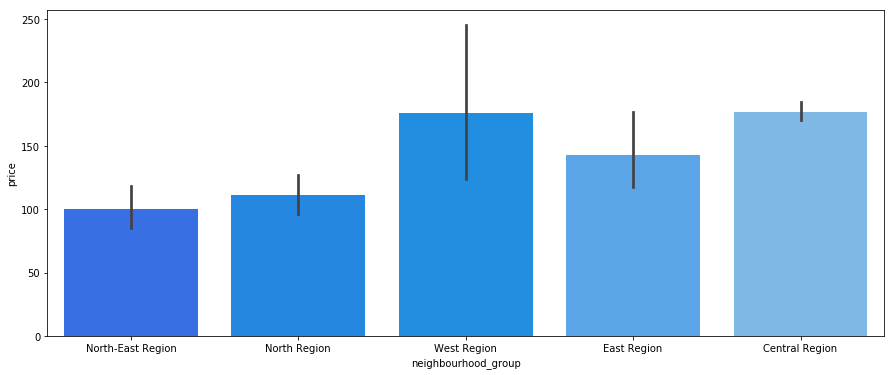 250
200
150
100
50
0
price
North-East Region
North Region
West Region
East Region
Central Region
neighbourhood_group